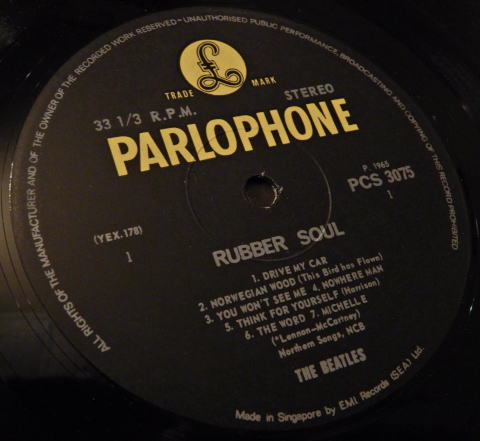 ALL RIGHTS OF THE MANUFACTURER AND OF THE OWNER OF THE RECORDED WORK RESERVED-UNAUTHORISED PUBLIC PERFORMANCE, BROADCASTING AND COPYING OF THIS RECORD PROHIBITED
£
TRADE MARK
33 1/3 R.P.M. STEREO
PARLOPHONE
P 1965
PCS 3075
1
(YEX.178)
1
RUBBER SOUL
1. DRIVE MY CAR
2. NORWEGIAN WOOD (This Bird has Flown)
3. YOU WON'T SEE ME 4. NOWHERE MAN
5. THINK FOR YOURSELF (Harrison)
6. THE WORD 7. MICHELLE
(*Lennon-McCartney)
Northern Songs, NCB
THE BEATLES
Made in Singapore by EMI Records (SEA) Ltd.